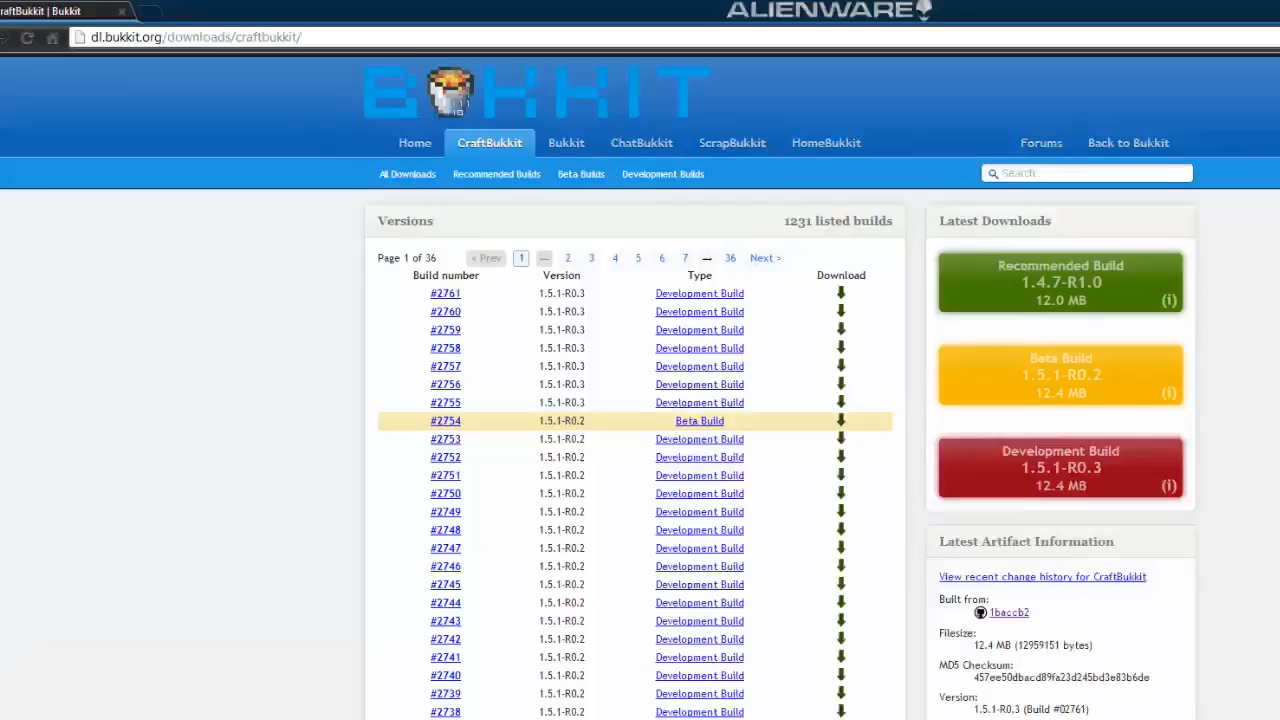 raftBukkit | Bukkit
ALIENWARE
dl.bukkit.org/downloads/craftbukkit/
BUKKIT
Home CraftBukkit Bukkit ChatBukkit ScrapBukkit HomeBukkit Forums Back to Bukkit
All Downloads Recommended Builds Beta Builds Development Builds Search...
Versions 1231 listed builds
Page 1 of 36 < Prev 1 — 2 3 4 5 6 7 — 36 Next >
Build number Version Type Download
#2761 1.5.1-R0.3 Development Build
#2760 1.5.1-R0.3 Development Build
#2759 1.5.1-R0.3 Development Build
#2758 1.5.1-R0.3 Development Build
#2757 1.5.1-R0.3 Development Build
#2756 1.5.1-R0.3 Development Build
#2755 1.5.1-R0.3 Development Build
#2754 1.5.1-R0.2 Beta Build
#2753 1.5.1-R0.2 Development Build
#2752 1.5.1-R0.2 Development Build
#2751 1.5.1-R0.2 Development Build
#2750 1.5.1-R0.2 Development Build
#2749 1.5.1-R0.2 Development Build
#2748 1.5.1-R0.2 Development Build
#2747 1.5.1-R0.2 Development Build
#2746 1.5.1-R0.2 Development Build
#2745 1.5.1-R0.2 Development Build
#2744 1.5.1-R0.2 Development Build
#2743 1.5.1-R0.2 Development Build
#2742 1.5.1-R0.2 Development Build
#2741 1.5.1-R0.2 Development Build
#2740 1.5.1-R0.2 Development Build
#2739 1.5.1-R0.2 Development Build
#2738 1.5.1-R0.2 Development Build
Latest Downloads
Recommended Build
1.4.7-R1.0
12.0 MB (i)
Beta Build
1.5.1-R0.2
12.4 MB (i)
Development Build
1.5.1-R0.3
12.4 MB (i)
Latest Artifact Information
View recent change history for CraftBukkit
Built from:
1baccb2
Filesize:
12.4 MB (12959151 bytes)
MD5 Checksum:
457ee50dbacd89fa23d245bd3e83b6de
Version:
1.5.1-R0.3 (Build #02761)